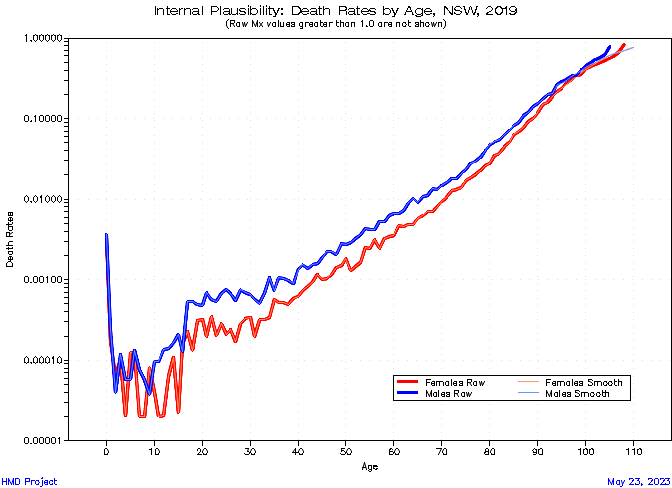 Internal Plausibility: Death Rates by Age, NSW, 2019
(Raw Mx values greater than 1.0 are not shown)
1.00000
0.10000
0.01000
0.00100
0.00010
0.00001
Death Rates
0 10 20 30 40 50 60 70 80 90 100 110
Age
Females Raw Females Smooth
Males Raw Males Smooth
HMD Project May 23, 2023